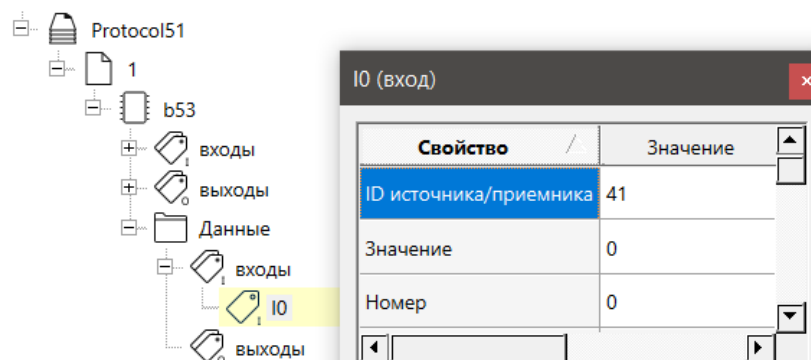 Protocol51
1
b53
входы
выходы
Данные
входы
I0
выходы
I0 (вход)
Свойство Значение
ID источника/приемника 41
Значение 0
Номер 0